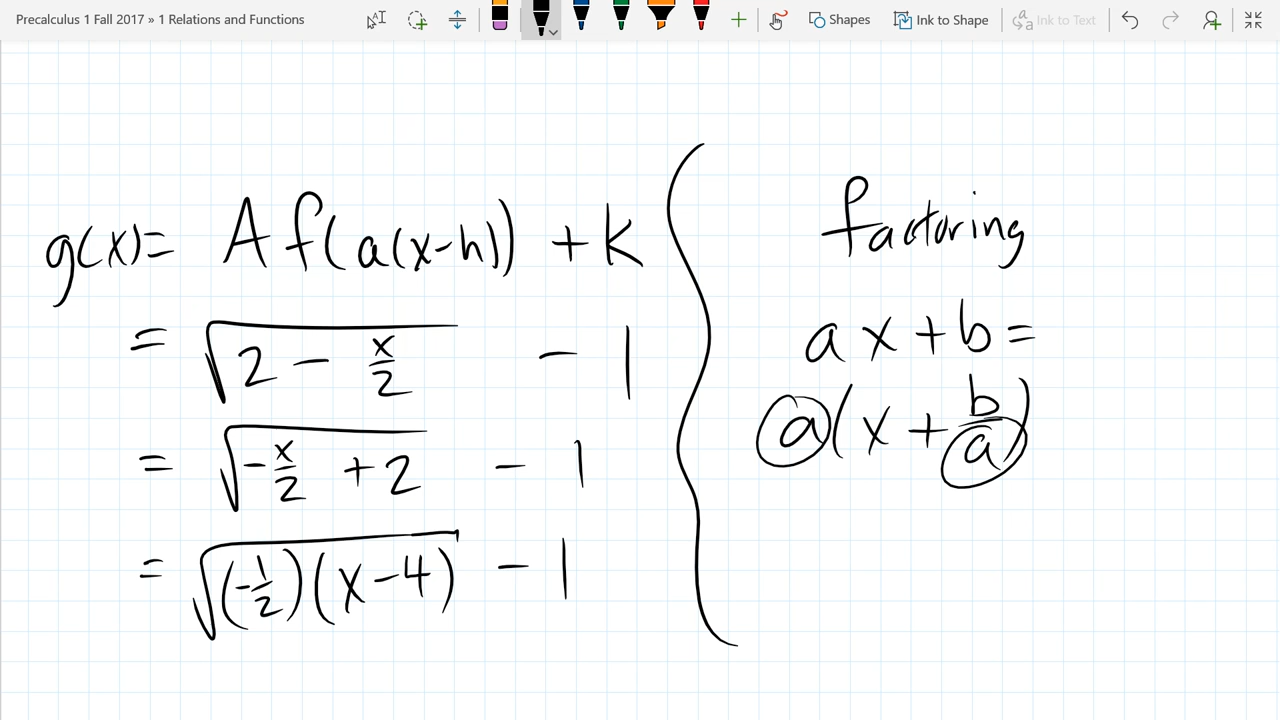 Precalculus 1 Fall 2017 » 1 Relations and Functions
Shapes
Ink to Shape
Ink to Text
g(x)= Af(a(x-h)) +K
= √(2 - x/2) - 1
= √(-x/2 +2) - 1
= √((-1/2)(x-4)) - 1
factoring
ax+b=
a(x+b/a)